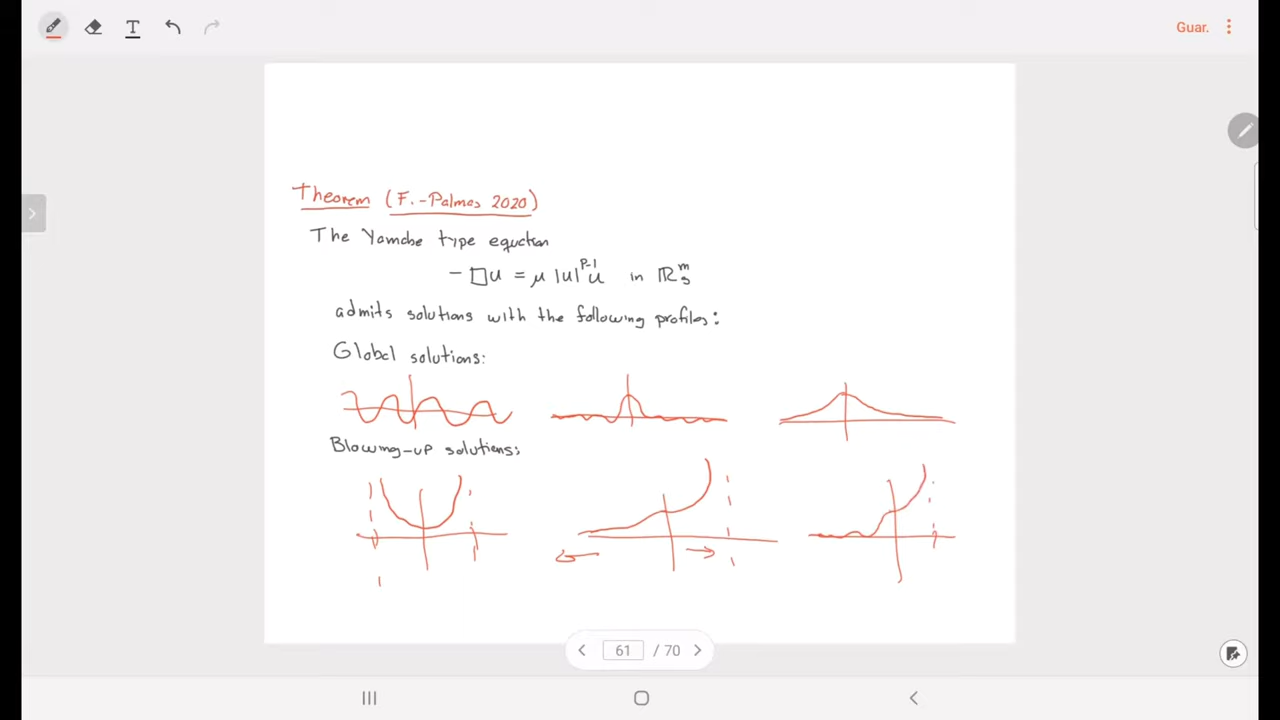 T
Guar.
Theorem (F.-Palmas 2020)
The Yamabe type equation
-□u = μ|u|^{p-1}u in ℝ^m_s
admits solutions with the following profiles:
Global solutions:
Blowing-up solutions:
61 / 70